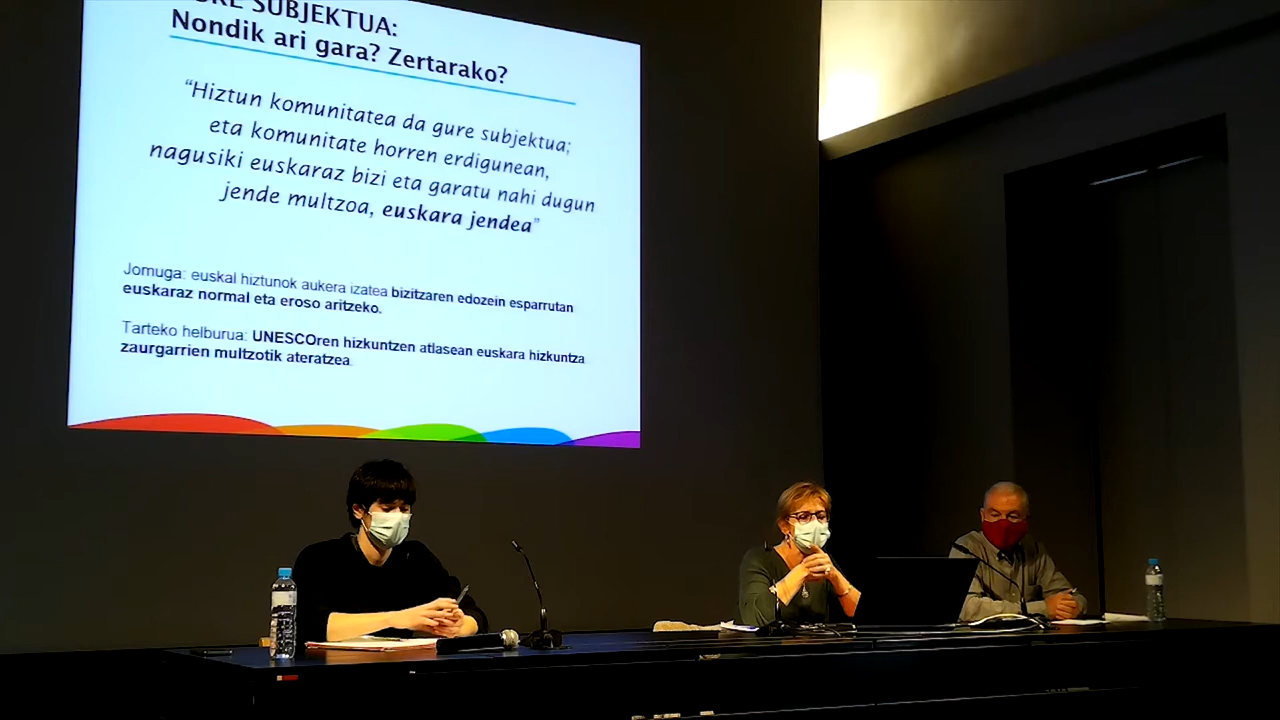 SUBJEKTUA:
Nondik ari gara? Zertarako?
“Hiztun komunitatea da gure subjektua;
eta komunitate horren erdigunean,
nagusiki euskaraz bizi eta garatu nahi dugun
jende multzoa, euskara jendea”
Jomuga: euskal hiztunok aukera izatea bizitzaren edozein esparrutan
euskaraz normal eta eroso aritzeko.
Tarteko helburua: UNESCOren hizkuntzen atlasean euskara hizkuntza
zaurgarrien multzotik ateratzea.